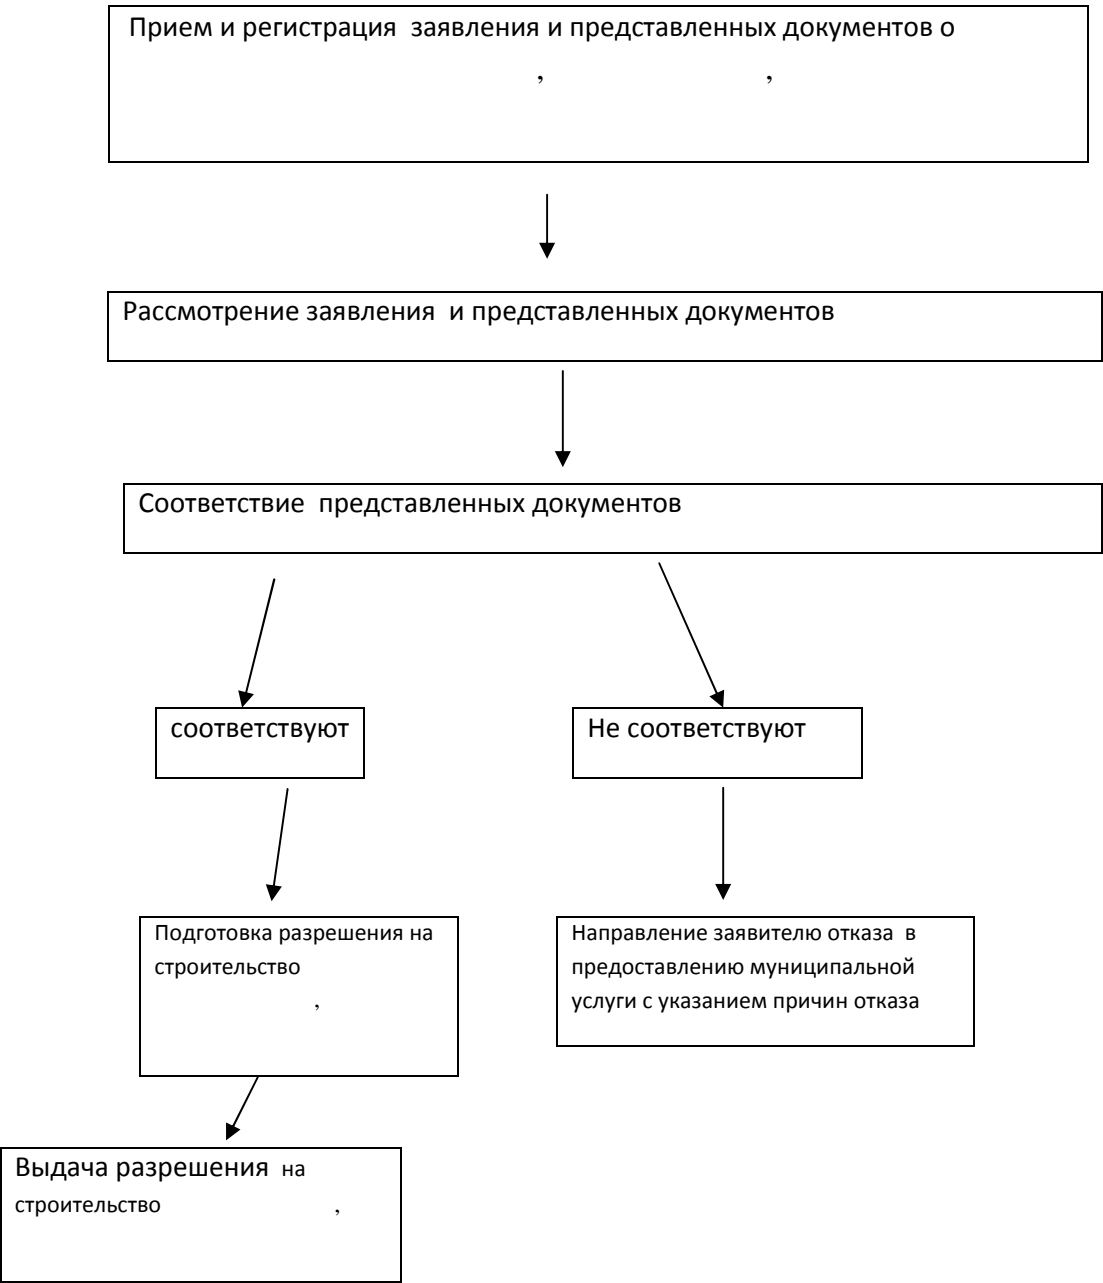 Прием и регистрация заявления и представленных документов о
, ,
Рассмотрение заявления и представленных документов
Соответствие представленных документов
соответствуют
Не соответствуют
Подготовка разрешения на
строительство
,
Направление заявителю отказа в
предоставлению муниципальной
услуги с указанием причин отказа
Выдача разрешения на
строительство ,